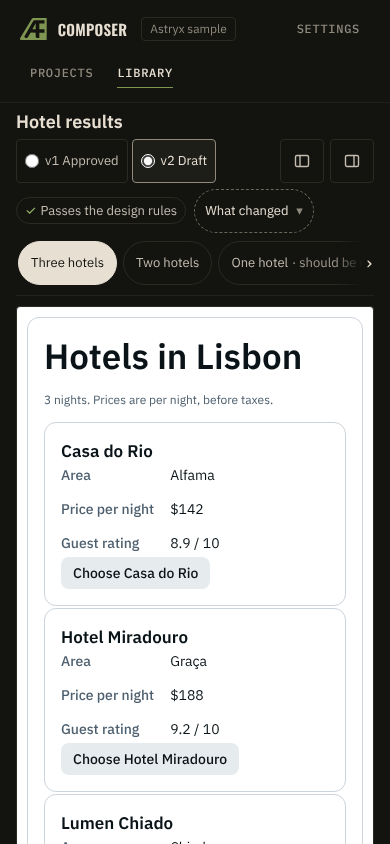 Æ COMPOSER Astryx sample SETTINGS
PROJECTS LIBRARY
Hotel results
v1 Approved v2 Draft
✓ Passes the design rules What changed ▾
Three hotels Two hotels One hotel · should be ›
Hotels in Lisbon
3 nights. Prices are per night, before taxes.
Casa do Rio
Area Alfama
Price per night $142
Guest rating 8.9 / 10
Choose Casa do Rio
Hotel Miradouro
Area Graça
Price per night $188
Guest rating 9.2 / 10
Choose Hotel Miradouro
Lumen Chiado